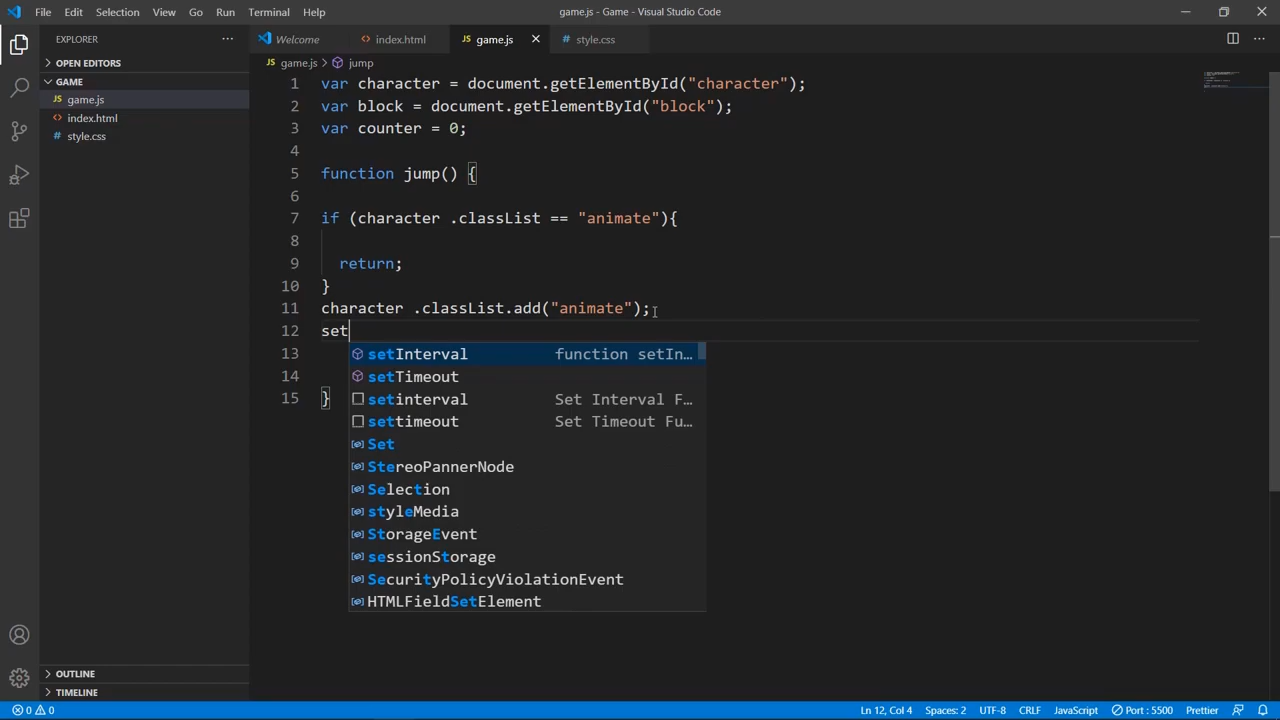 File Edit Selection View Go Run Terminal Help
game.js - Game - Visual Studio Code
EXPLORER
Welcome
index.html
JS game.js
# style.css
OPEN EDITORS
JS game.js > jump
GAME
JS game.js
<> index.html
# style.css
1 var character = document.getElementById("character");
2 var block = document.getElementById("block");
3 var counter = 0;
4
5 function jump() {
6
7 if (character .classList == "animate"){
8
9 return;
10 }
11 character .classList.add("animate");
12 set
13
14
15 }
setInterval function setIn…
setTimeout
setinterval Set Interval F…
settimeout Set Timeout Fu…
Set
StereoPannerNode
Selection
styleMedia
StorageEvent
sessionStorage
SecurityPolicyViolationEvent
HTMLFieldSetElement
OUTLINE
TIMELINE
0 0
Ln 12, Col 4 Spaces: 2 UTF-8 CRLF JavaScript Port : 5500 Prettier